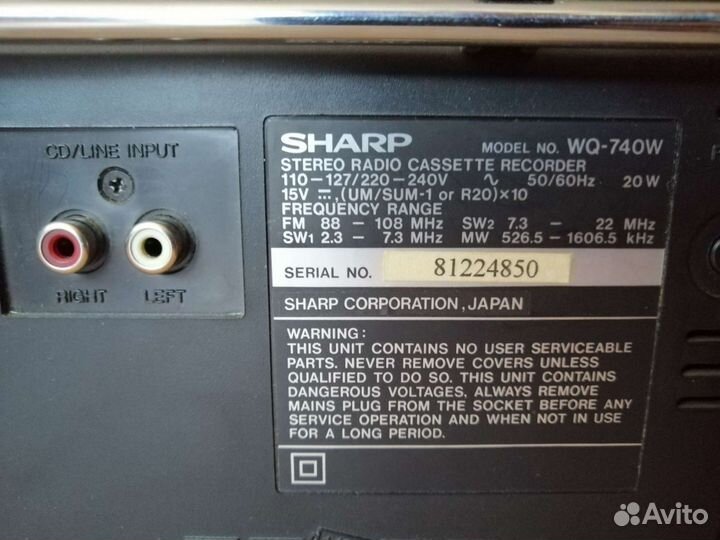 CD/LINE INPUT
RIGHT LEFT
SHARP MODEL NO. WQ-740W
STEREO RADIO CASSETTE RECORDER
110-127/220-240V ∿ 50/60Hz 20W
15V ⎓, (UM/SUM-1 or R20)×10
FREQUENCY RANGE
FM 88 - 108 MHz SW2 7.3 - 22 MHz
SW1 2.3 - 7.3 MHz MW 526.5-1606.5 kHz
SERIAL NO. 81224850
SHARP CORPORATION, JAPAN
WARNING:
THIS UNIT CONTAINS NO USER SERVICEABLE
PARTS. NEVER REMOVE COVERS UNLESS
QUALIFIED TO DO SO. THIS UNIT CONTAINS
DANGEROUS VOLTAGES. ALWAYS REMOVE
MAINS PLUG FROM THE SOCKET BEFORE ANY
SERVICE OPERATION AND WHEN NOT IN USE
FOR A LONG PERIOD.
Avito